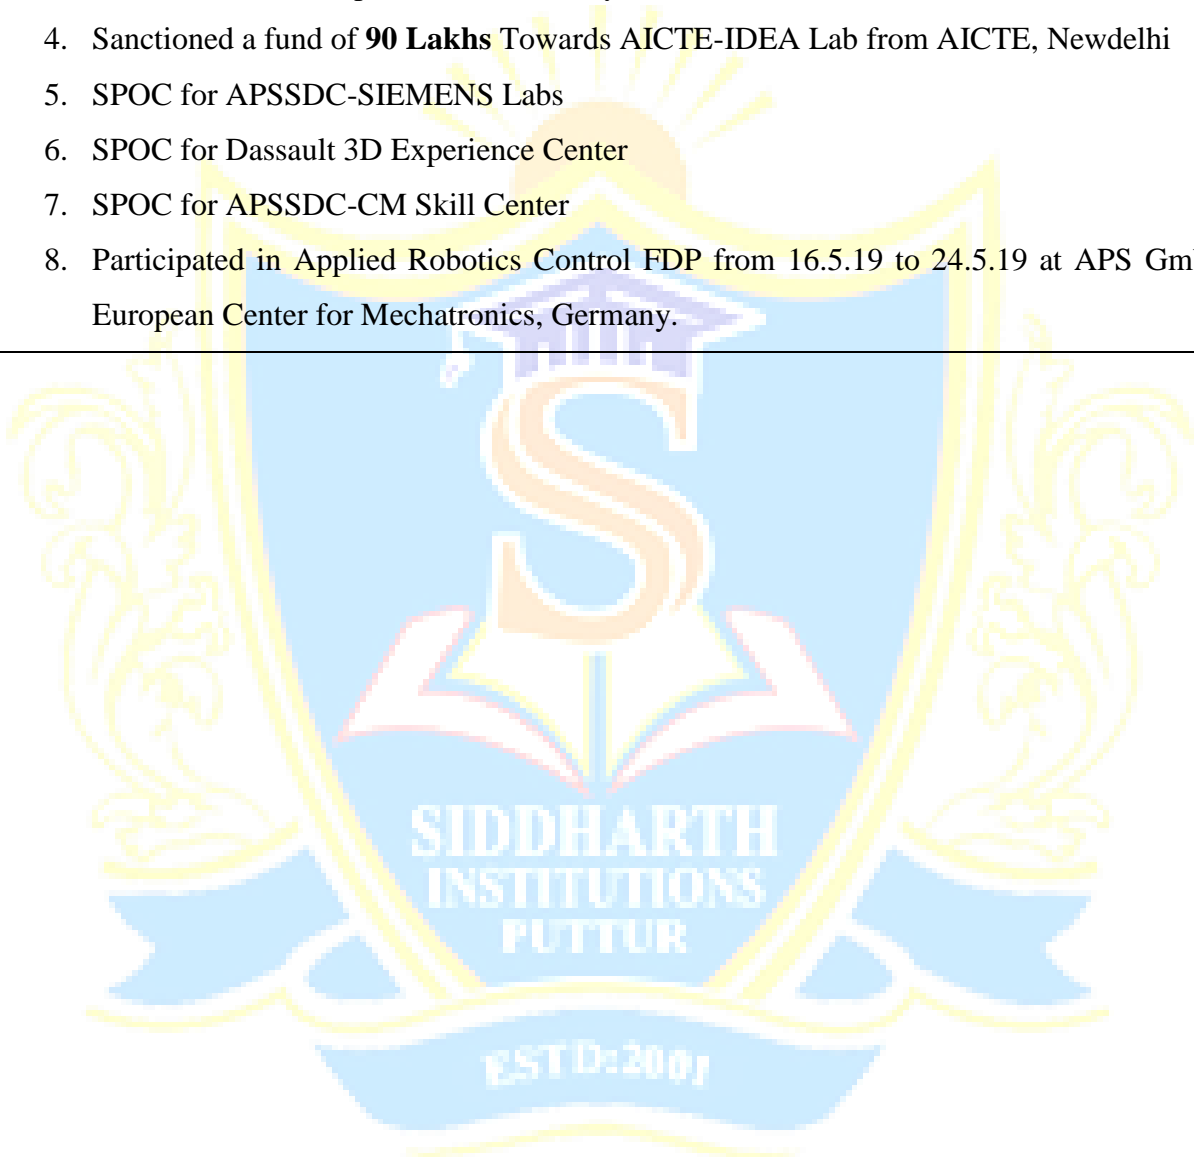 4. Sanctioned a fund of 90 Lakhs Towards AICTE-IDEA Lab from AICTE, Newdelhi
5. SPOC for APSSDC-SIEMENS Labs
6. SPOC for Dassault 3D Experience Center
7. SPOC for APSSDC-CM Skill Center
8. Participated in Applied Robotics Control FDP from 16.5.19 to 24.5.19 at APS Gm
European Center for Mechatronics, Germany.
S
SIDDHARTH
INSTITUTIONS
PUTTUR
ESTD:2001